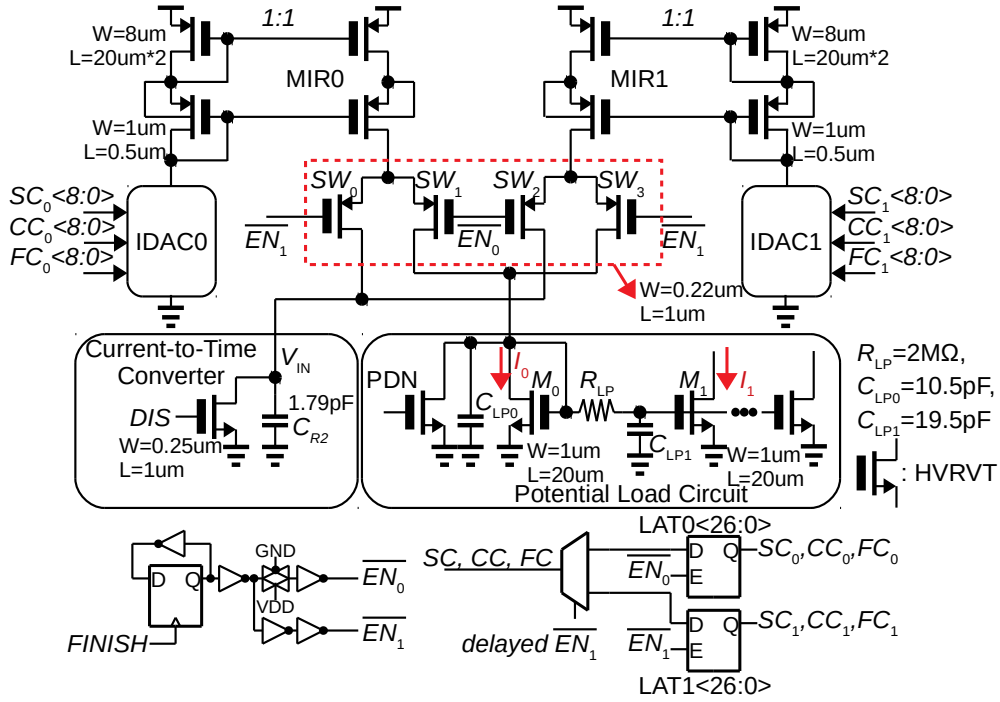 1:1
1:1
W=8um
L=20um*2
MIR0
MIR1
W=8um
L=20um*2
W=1um
L=0.5um
W=1um
L=0.5um
SW0
SW1
SW2
SW3
SC0<8:0>
CC0<8:0>
FC0<8:0>
IDAC0
EN1
EN0
EN1
IDAC1
SC1<8:0>
CC1<8:0>
FC1<8:0>
W=0.22um
L=1um
Current-to-Time
Converter
VIN
DIS
1.79pF
CR2
W=0.25um
L=1um
PDN
CLP0
I0
M0
RLP
CLP1
M1
I1
W=1um
L=20um
W=1um
L=20um
Potential Load Circuit
RLP=2MΩ,
CLP0=10.5pF,
CLP1=19.5pF
: HVRVT
D
Q
GND
VDD
FINISH
EN0
EN1
SC, CC, FC
delayed EN1
LAT0<26:0>
D
Q
E
EN0
SC0,CC0,FC0
D
Q
E
EN1
SC1,CC1,FC1
LAT1<26:0>